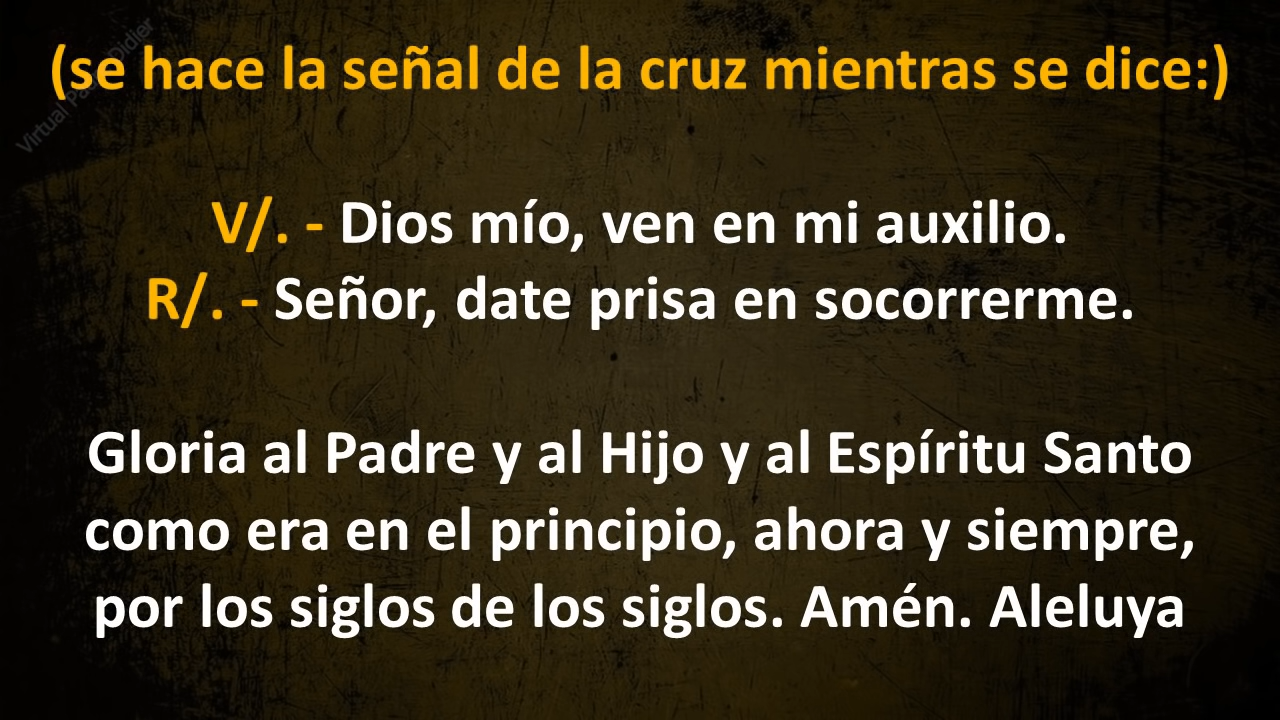 (se hace la señal de la cruz mientras se dice:)
V/. - Dios mío, ven en mi auxilio.
R/. - Señor, date prisa en socorrerme.
Gloria al Padre y al Hijo y al Espíritu Santo
como era en el principio, ahora y siempre,
por los siglos de los siglos. Amén. Aleluya
Virtual Didier